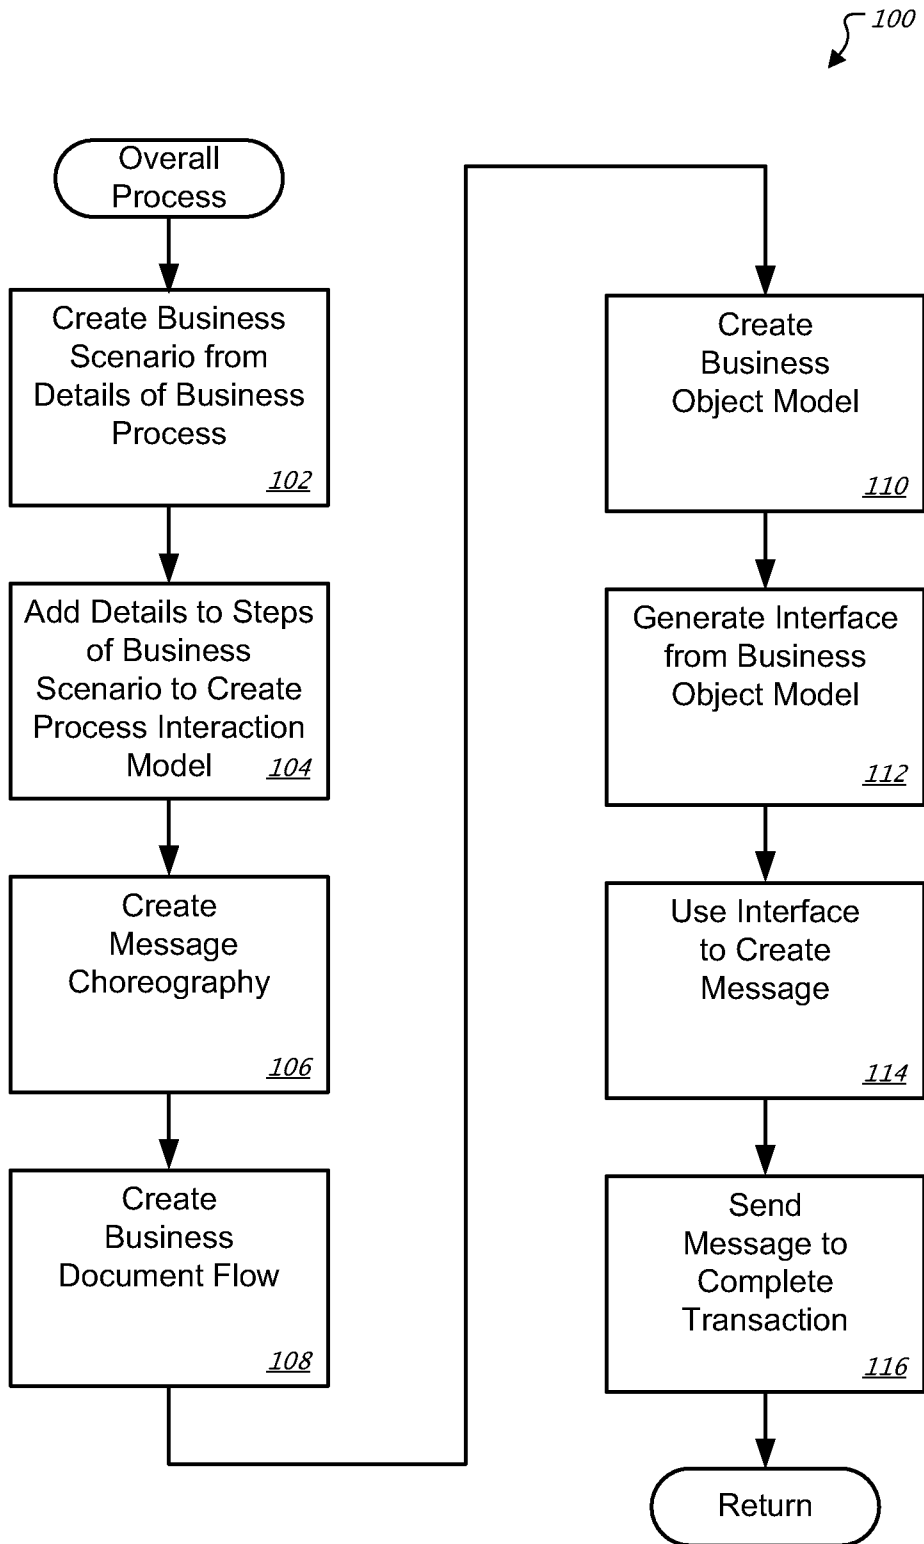 100
Overall
Process
Create Business
Scenario from
Details of Business
Process
102
Add Details to Steps
of Business
Scenario to Create
Process Interaction
Model
104
Create
Message
Choreography
106
Create
Business
Document Flow
108
Create
Business
Object Model
110
Generate Interface
from Business
Object Model
112
Use Interface
to Create
Message
114
Send
Message to
Complete
Transaction
116
Return